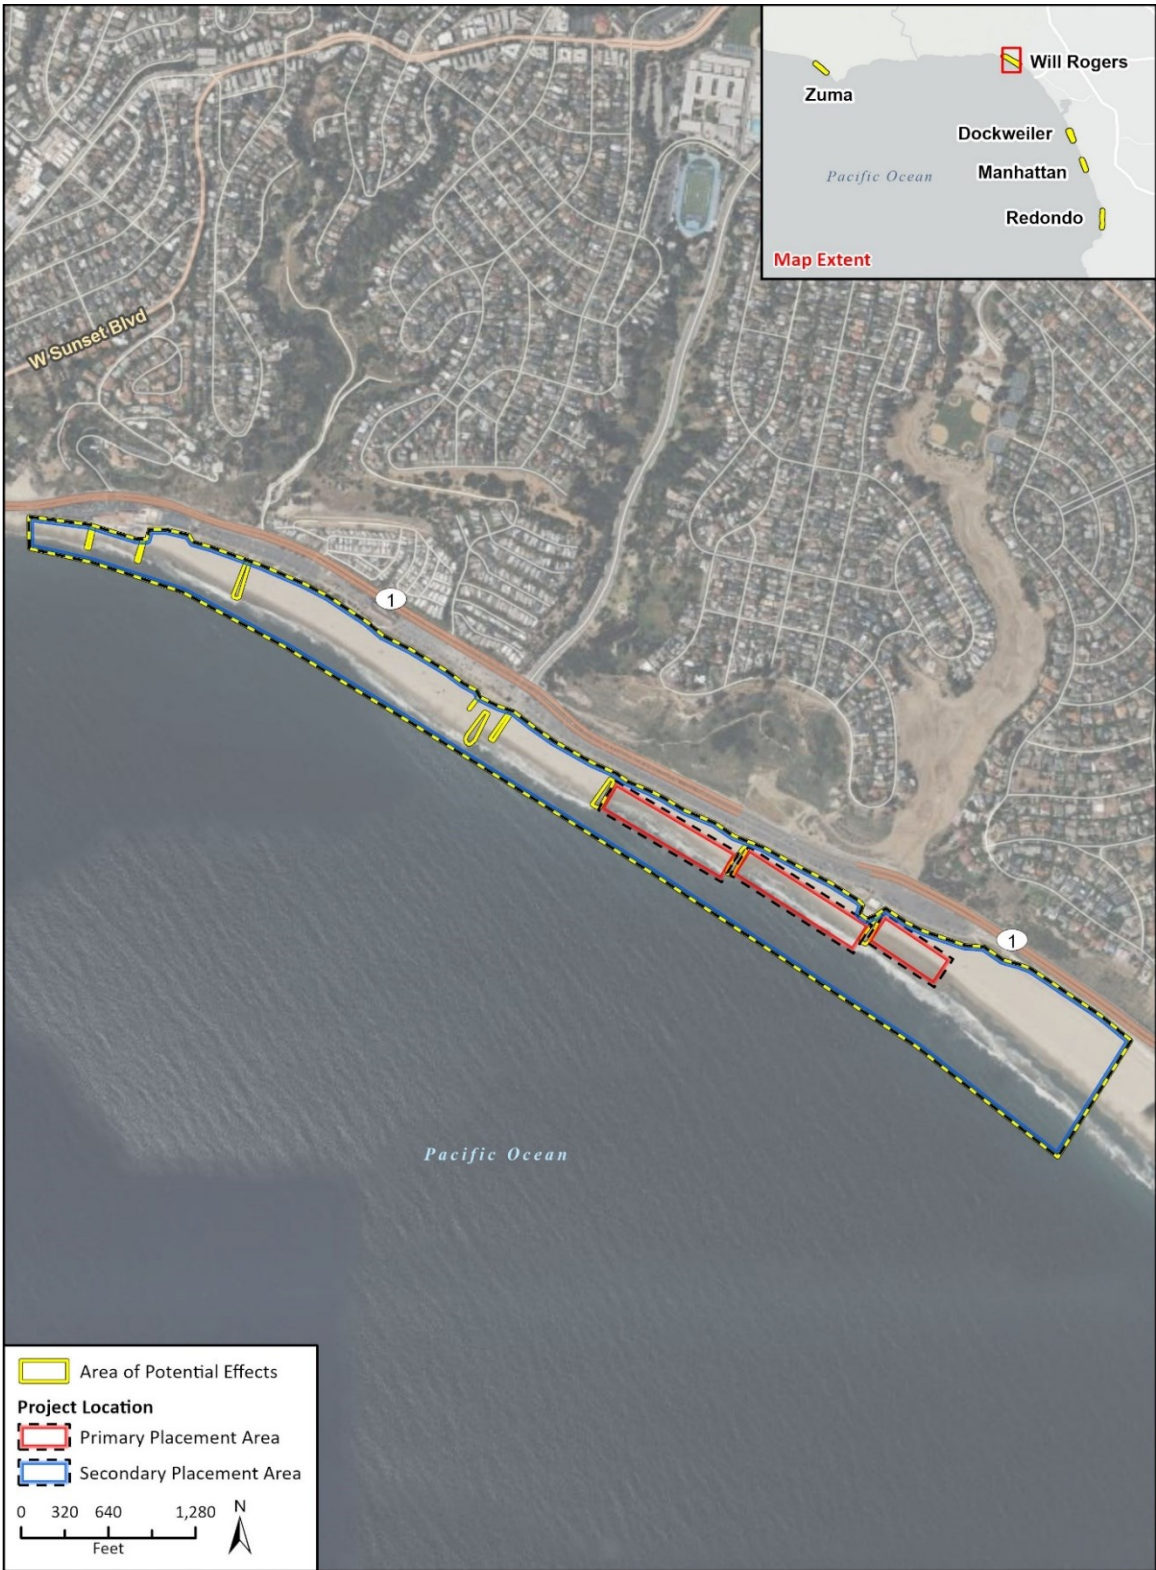 Will Rogers
Zuma
Dockweiler
Manhattan
Pacific Ocean
Redondo
Map Extent
W Sunset Blvd
1
1
Pacific Ocean
Area of Potential Effects
Project Location
Primary Placement Area
Secondary Placement Area
0 320 640 1,280
Feet
N